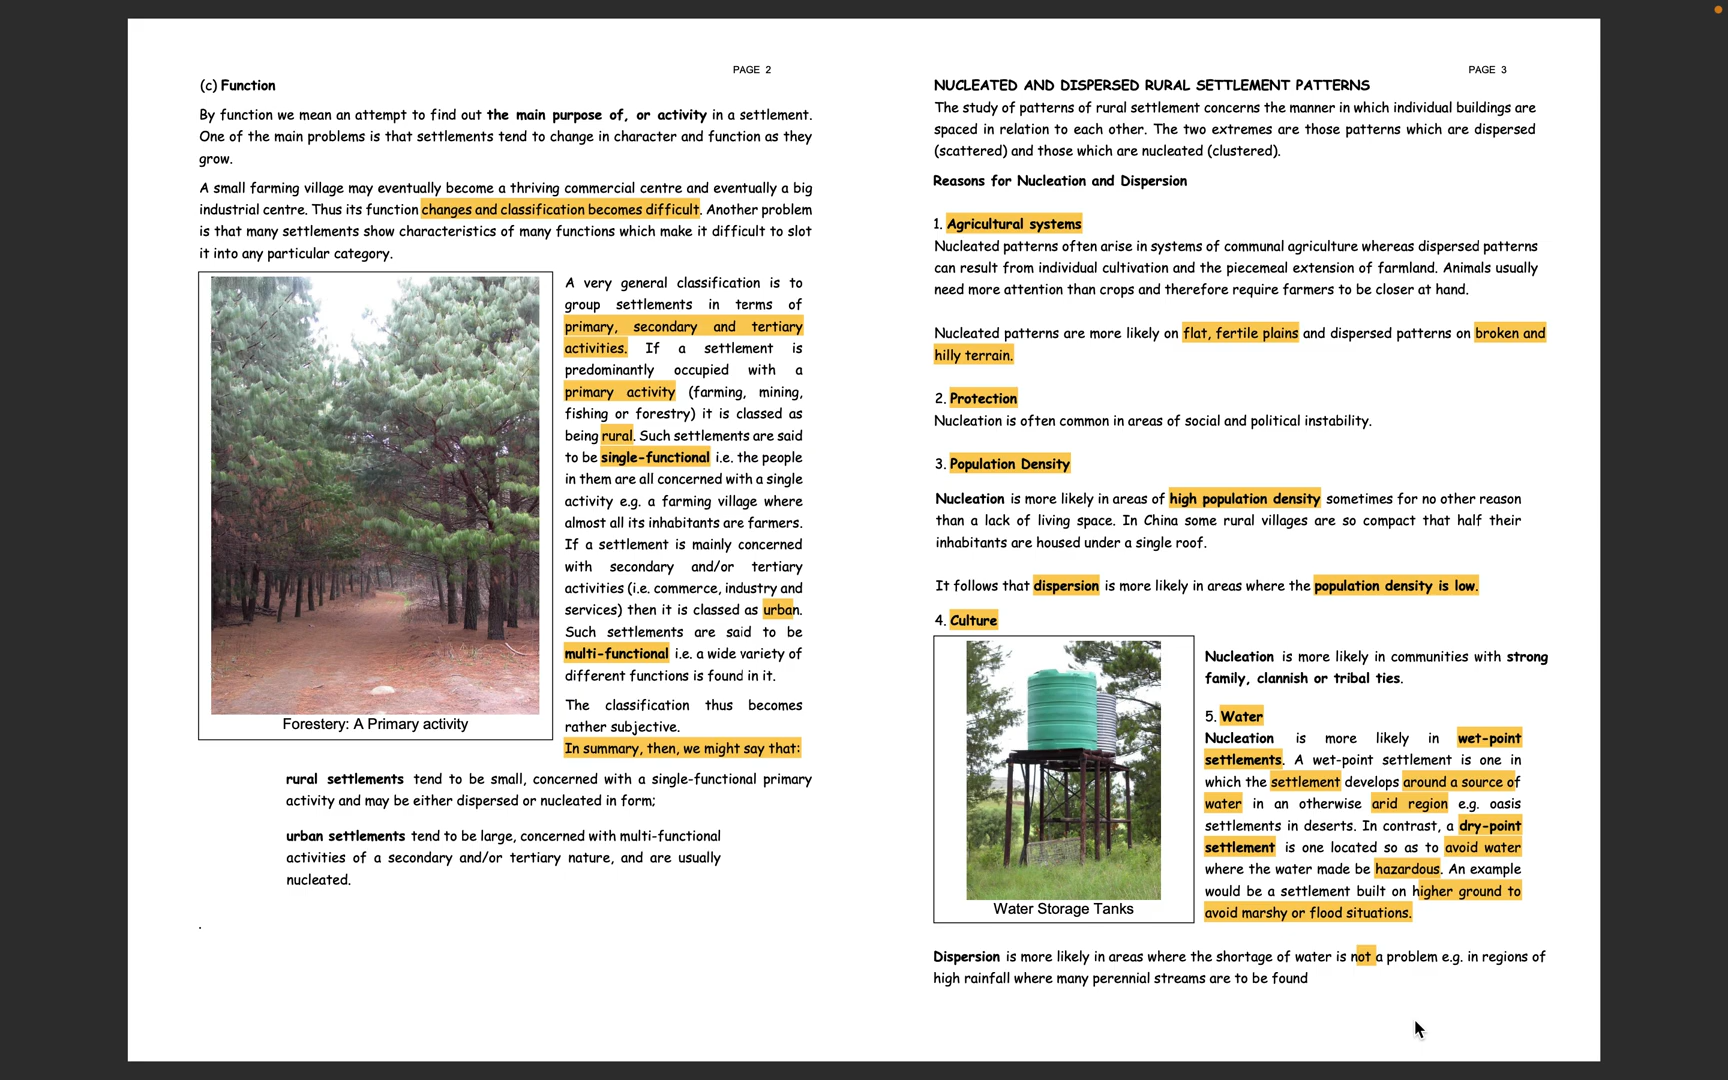 PAGE 2
(c) Function
By function we mean an attempt to find out the main purpose of, or activity in a settlement.
One of the main problems is that settlements tend to change in character and function as they
grow.
A small farming village may eventually become a thriving commercial centre and eventually a big
industrial centre. Thus its function changes and classification becomes difficult. Another problem
is that many settlements show characteristics of many functions which make it difficult to slot
it into any particular category.
Forestery: A Primary activity
A very general classification is to
group settlements in terms of
primary, secondary and tertiary
activities. If a settlement is
predominantly occupied with a
primary activity (farming, mining,
fishing or forestry) it is classed as
being rural. Such settlements are said
to be single-functional i.e. the people
in them are all concerned with a single
activity e.g. a farming village where
almost all its inhabitants are farmers.
If a settlement is mainly concerned
with secondary and/or tertiary
activities (i.e. commerce, industry and
services) then it is classed as urban.
Such settlements are said to be
multi-functional i.e. a wide variety of
different functions is found in it.
The classification thus becomes
rather subjective.
In summary, then, we might say that:
rural settlements tend to be small, concerned with a single-functional primary
activity and may be either dispersed or nucleated in form;
urban settlements tend to be large, concerned with multi-functional
activities of a secondary and/or tertiary nature, and are usually
nucleated.
.
PAGE 3
NUCLEATED AND DISPERSED RURAL SETTLEMENT PATTERNS
The study of patterns of rural settlement concerns the manner in which individual buildings are
spaced in relation to each other. The two extremes are those patterns which are dispersed
(scattered) and those which are nucleated (clustered).
Reasons for Nucleation and Dispersion
1. Agricultural systems
Nucleated patterns often arise in systems of communal agriculture whereas dispersed patterns
can result from individual cultivation and the piecemeal extension of farmland. Animals usually
need more attention than crops and therefore require farmers to be closer at hand.
Nucleated patterns are more likely on flat, fertile plains and dispersed patterns on broken and
hilly terrain.
2. Protection
Nucleation is often common in areas of social and political instability.
3. Population Density
Nucleation is more likely in areas of high population density sometimes for no other reason
than a lack of living space. In China some rural villages are so compact that half their
inhabitants are housed under a single roof.
It follows that dispersion is more likely in areas where the population density is low.
4. Culture
Water Storage Tanks
Nucleation is more likely in communities with strong
family, clannish or tribal ties.
5. Water
Nucleation is more likely in wet-point
settlements. A wet-point settlement is one in
which the settlement develops around a source of
water in an otherwise arid region e.g. oasis
settlements in deserts. In contrast, a dry-point
settlement is one located so as to avoid water
where the water made be hazardous. An example
would be a settlement built on higher ground to
avoid marshy or flood situations.
Dispersion is more likely in areas where the shortage of water is not a problem e.g. in regions of
high rainfall where many perennial streams are to be found